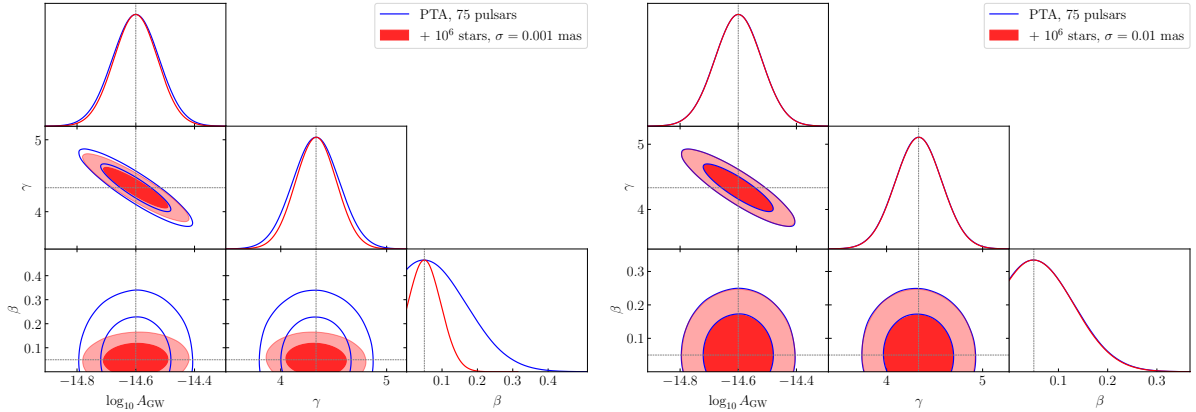 PTA, 75 pulsars
+ 10⁶ stars, σ = 0.001 mas
5
4
γ
0.4
0.3
0.2
0.1
β
−14.8 −14.6 −14.4
log₁₀ A_GW
4 5
γ
0.1 0.2 0.4
β
PTA, 75 pulsars
+ 10⁶ stars, σ = 0.01 mas
5
4
γ
0.3
0.2
0.1
β
−14.8 −14.6 −14.4
log₁₀ A_GW
4 5
γ
0.1 0.2 0.3
β